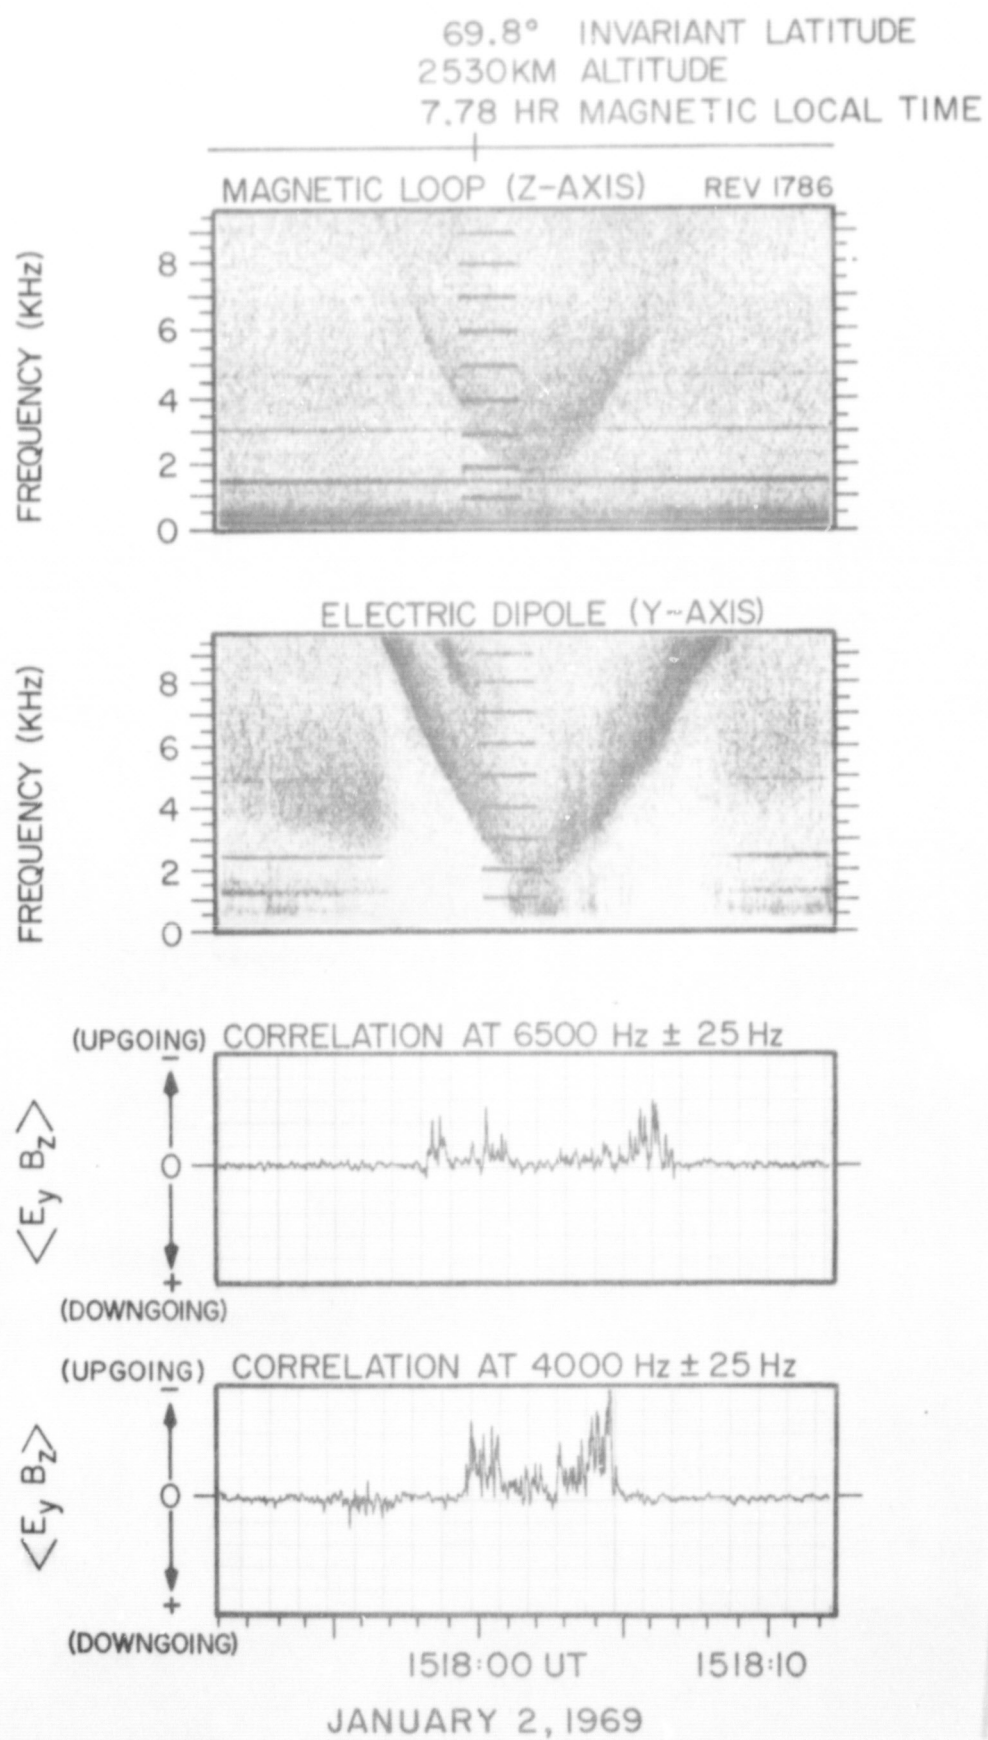 69.8° INVARIANT LATITUDE
2530KM ALTITUDE
7.78 HR MAGNETIC LOCAL TIME
MAGNETIC LOOP (Z-AXIS) REV 1786
FREQUENCY (KHz)
8
6
4
2
0
ELECTRIC DIPOLE (Y-AXIS)
FREQUENCY (KHz)
8
6
4
2
0
(UPGOING) CORRELATION AT 6500 Hz ± 25 Hz
−
<Ey Bz>
0
+
(DOWNGOING)
(UPGOING) CORRELATION AT 4000 Hz ± 25 Hz
−
<Ey Bz>
0
+
(DOWNGOING)
1518:00 UT 1518:10
JANUARY 2, 1969